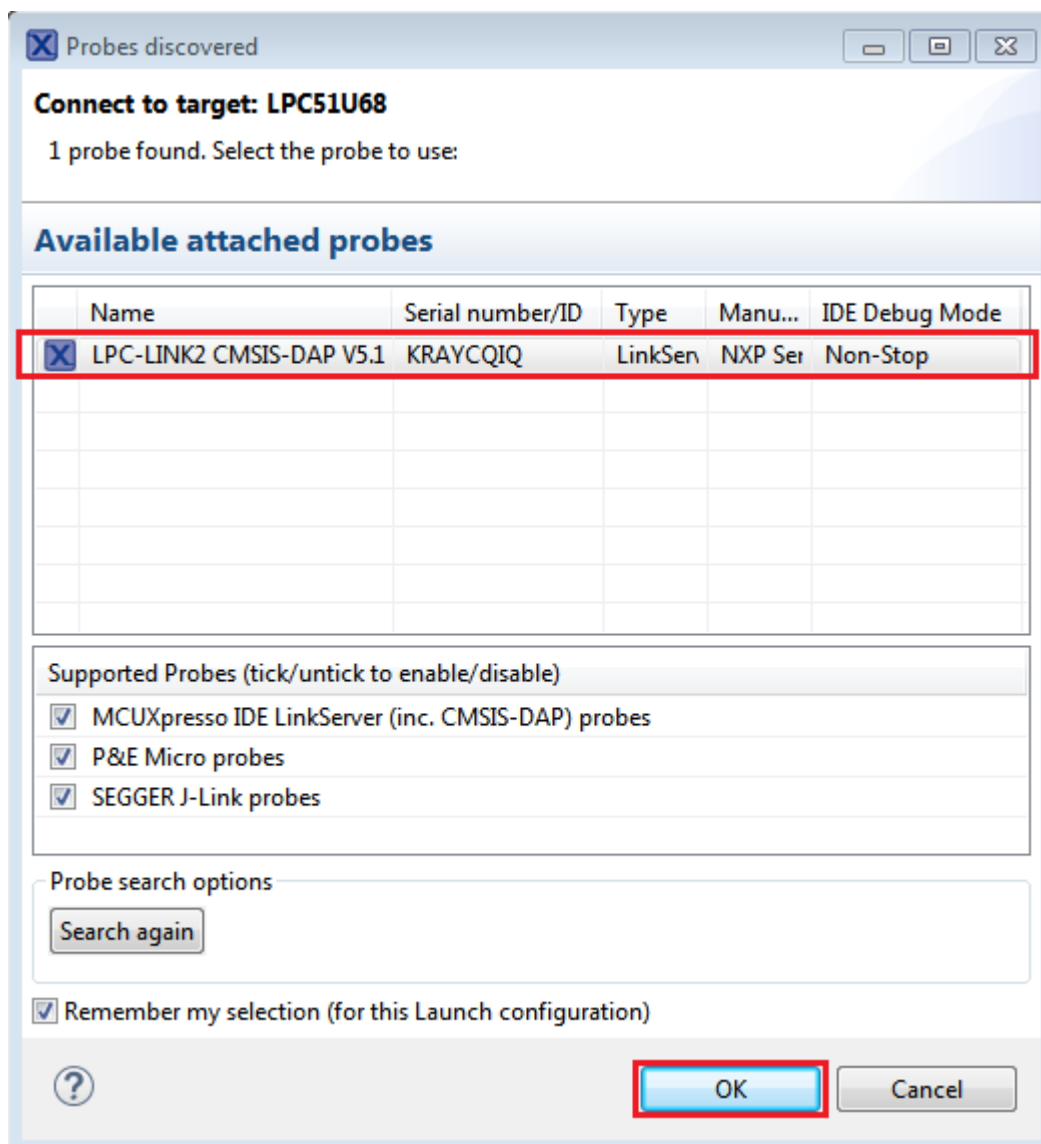 Probes discovered
Connect to target: LPC51U68
1 probe found. Select the probe to use:
Available attached probes
Name Serial number/ID Type Manu... IDE Debug Mode
LPC-LINK2 CMSIS-DAP V5.1 KRAYCQIQ LinkSer NXP Ser Non-Stop
Supported Probes (tick/untick to enable/disable)
MCUXpresso IDE LinkServer (inc. CMSIS-DAP) probes
P&E Micro probes
SEGGER J-Link probes
Probe search options
Search again
Remember my selection (for this Launch configuration)
? OK Cancel